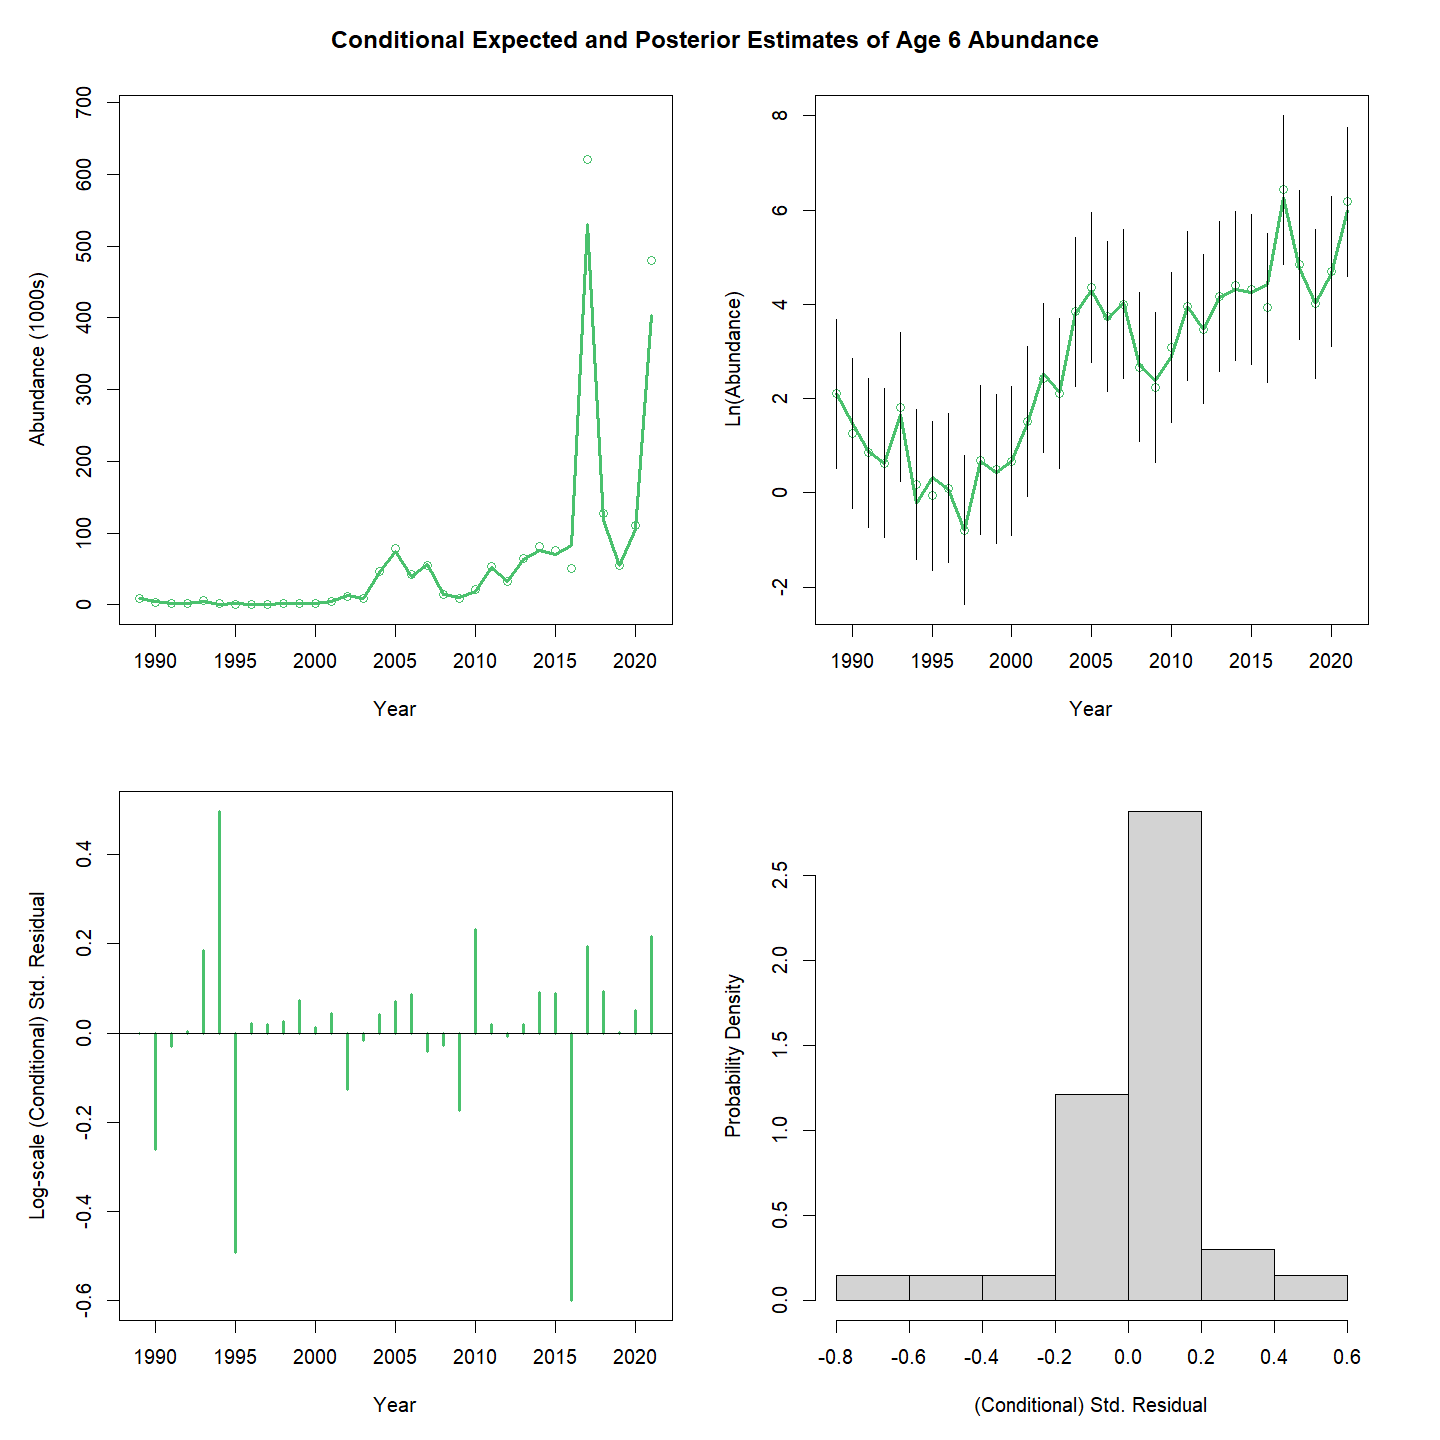 Conditional Expected and Posterior Estimates of Age 6 Abundance
Abundance (1000s)
700
600
500
400
300
200
100
0
1990 1995 2000 2005 2010 2015 2020
Year
Ln(Abundance)
8
6
4
2
0
-2
1990 1995 2000 2005 2010 2015 2020
Year
Log-scale (Conditional) Std. Residual
0.4
0.2
0.0
-0.2
-0.4
-0.6
1990 1995 2000 2005 2010 2015 2020
Year
Probability Density
2.5
2.0
1.5
1.0
0.5
0.0
-0.8 -0.6 -0.4 -0.2 0.0 0.2 0.4 0.6
(Conditional) Std. Residual